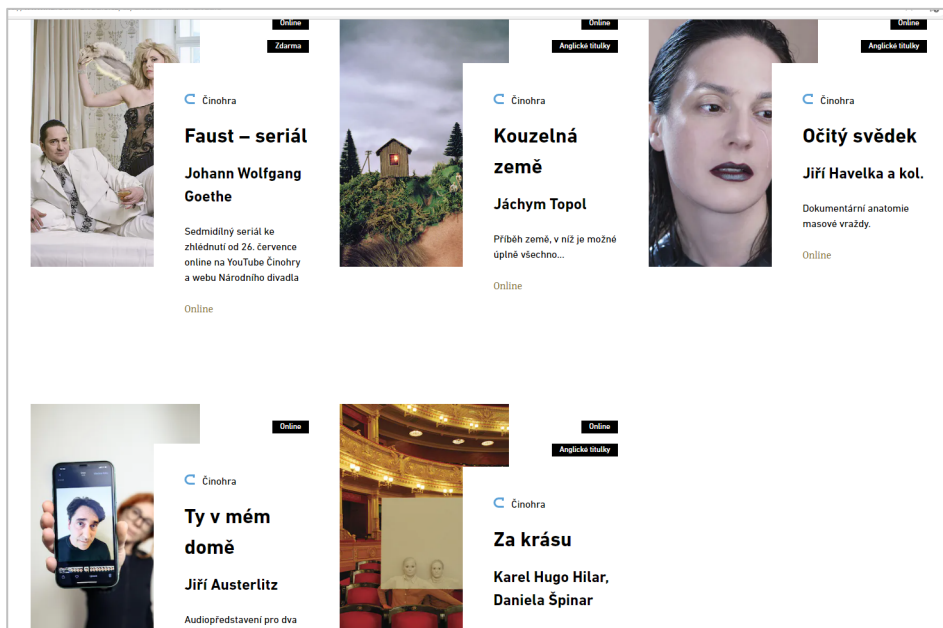 Online
Zdarma
Činohra
Faust – seriál
Johann Wolfgang
Goethe
Sedmidílný seriál ke
zhlédnutí od 26. července
online na YouTube Činohry
a webu Národního divadla
Online
Online
Anglické titulky
Činohra
Kouzelná
země
Jáchym Topol
Příběh země, v níž je možné
úplně všechno...
Online
Online
Anglické titulky
Činohra
Očitý svědek
Jiří Havelka a kol.
Dokumentární anatomie
masové vraždy.
Online
Online
Činohra
Ty v mém
domě
Jiří Austerlitz
Audiopředstavení pro dva
Online
Anglické titulky
Činohra
Za krásu
Karel Hugo Hilar,
Daniela Špinar